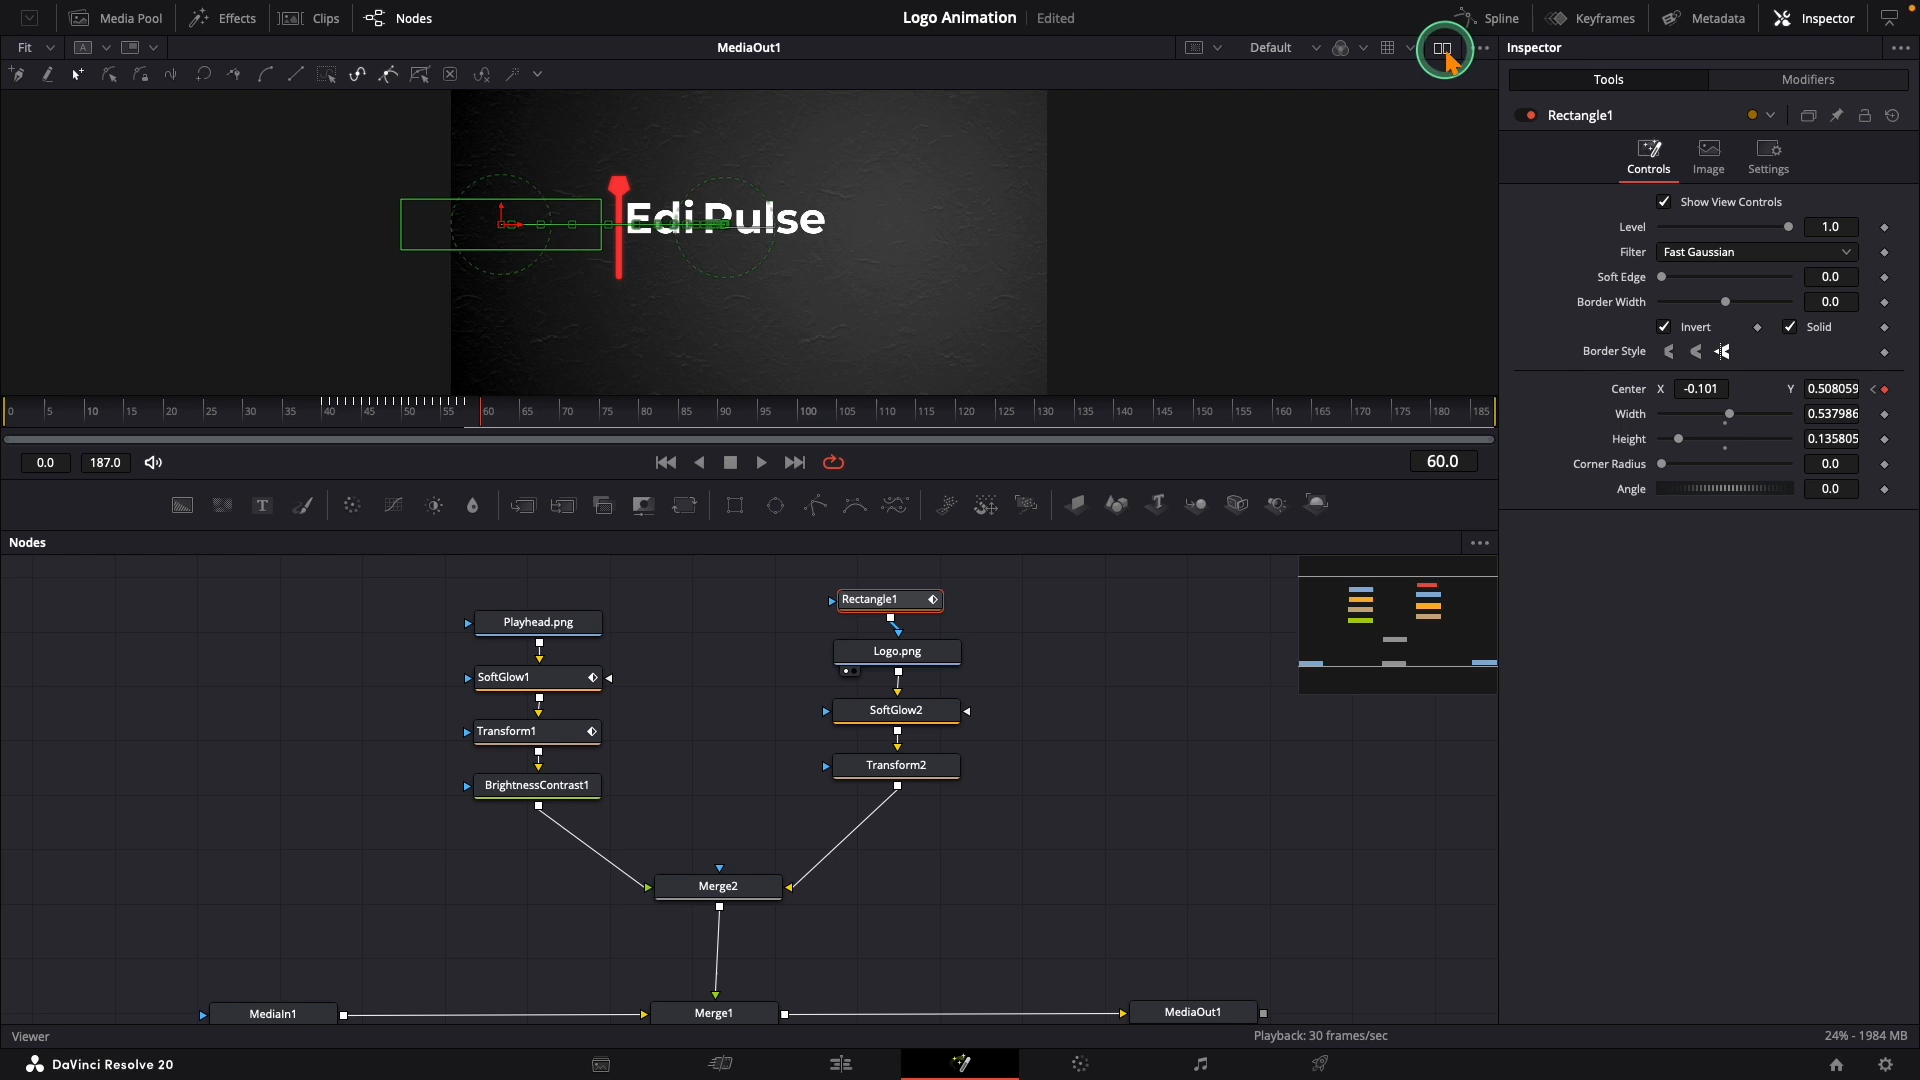 Media Pool Effects Clips Nodes Logo Animation Edited Spline Keyframes Metadata Inspector
Fit A MediaOut1 Default Inspector
Tools Modifiers
Rectangle1
Controls Image Settings
Show View Controls
Level 1.0
Filter Fast Gaussian
Soft Edge 0.0
Border Width 0.0
Invert Solid
Border Style
Center X -0.101 Y 0.508059
Width 0.537986
Height 0.135805
Corner Radius 0.0
Angle 0.0
Edi Pulse
0 5 10 15 20 25 30 35 40 45 50 55 60 65 70 75 80 85 90 95 100 105 110 115 120 125 130 135 140 145 150 155 160 165 170 175 180 185
0.0 187.0 60.0
T
Nodes
Rectangle1
Playhead.png
Logo.png
SoftGlow1
SoftGlow2
Transform1
Transform2
BrightnessContrast1
Merge2
MediaIn1 Merge1 MediaOut1
Viewer Playback: 30 frames/sec 24% - 1984 MB
DaVinci Resolve 20